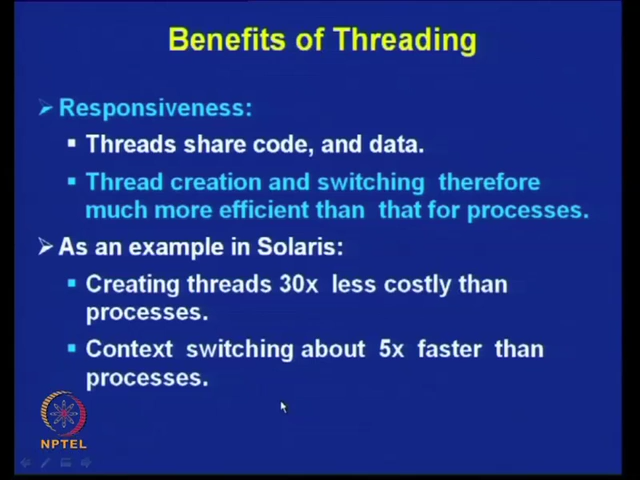 Benefits of Threading
Responsiveness:
Threads share code, and data.
Thread creation and switching therefore
much more efficient than that for processes.
As an example in Solaris:
Creating threads 30x less costly than
processes.
Context switching about 5x faster than
processes.
NPTEL